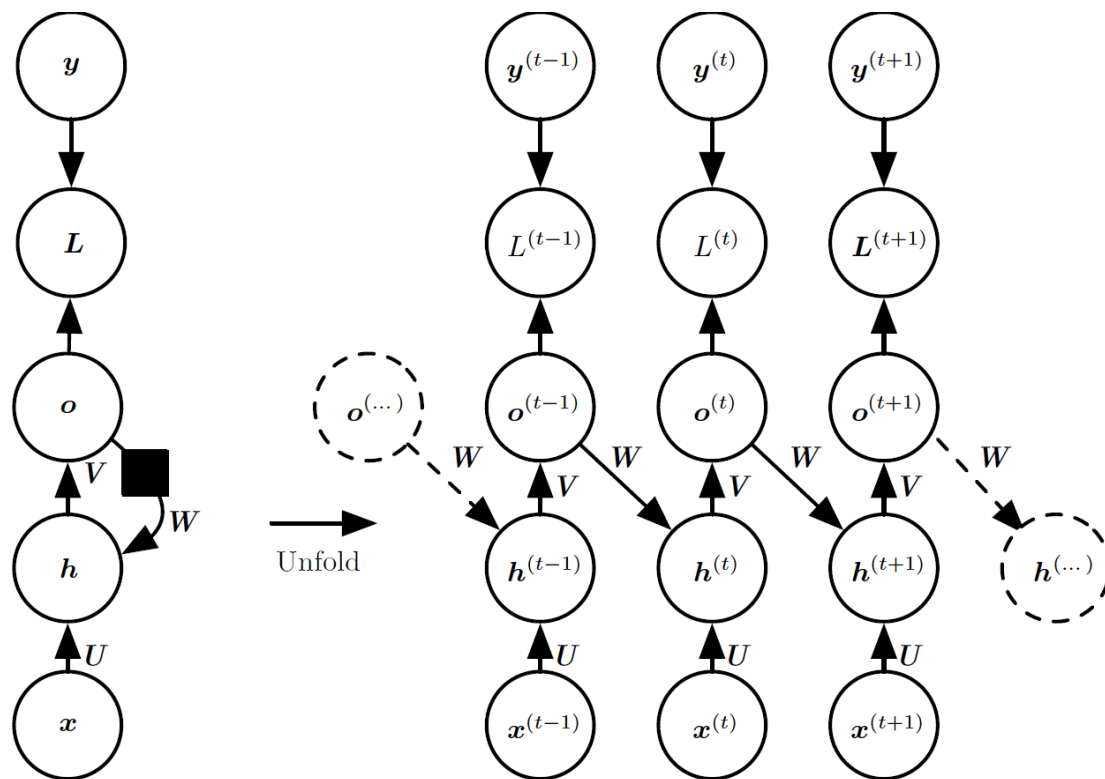 y y^(t−1) y^(t) y^(t+1)
L L^(t−1) L^(t) L^(t+1)
o o^(...) o^(t−1) o^(t) o^(t+1)
W W W W
V V V V
W
h h^(t−1) h^(t) h^(t+1) h^(...)
Unfold
U U U U
x x^(t−1) x^(t) x^(t+1)